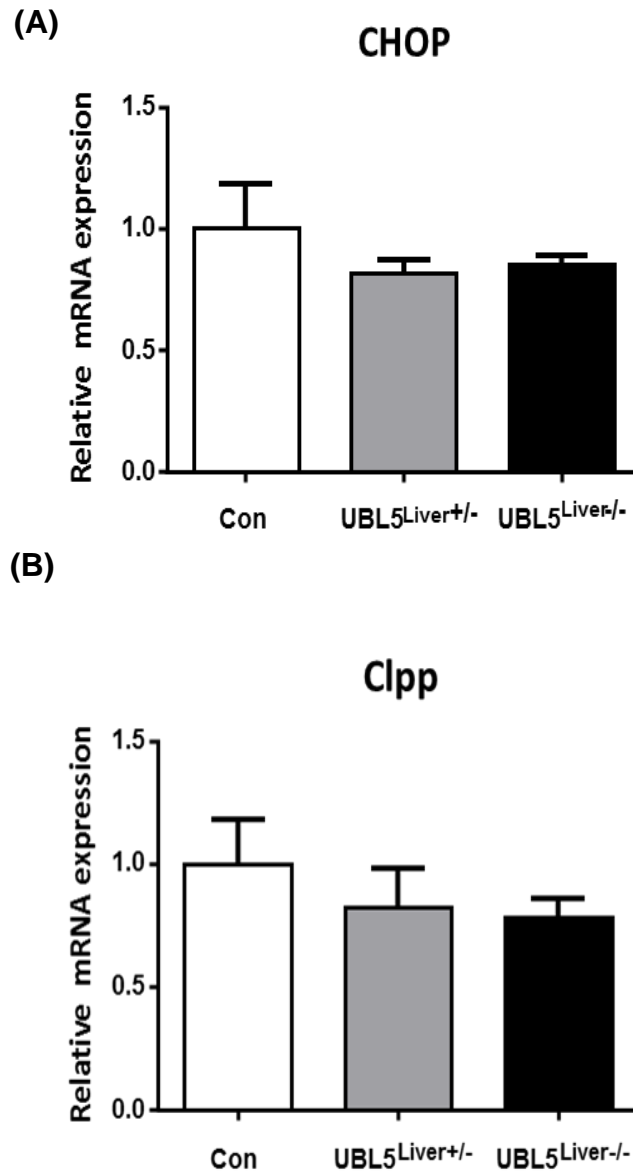 (A)
CHOP
Relative mRNA expression
1.5
1.0
0.5
0.0
Con UBL5Liver+/- UBL5Liver-/-
(B)
Clpp
Relative mRNA expression
1.5
1.0
0.5
0.0
Con UBL5Liver+/- UBL5Liver-/-